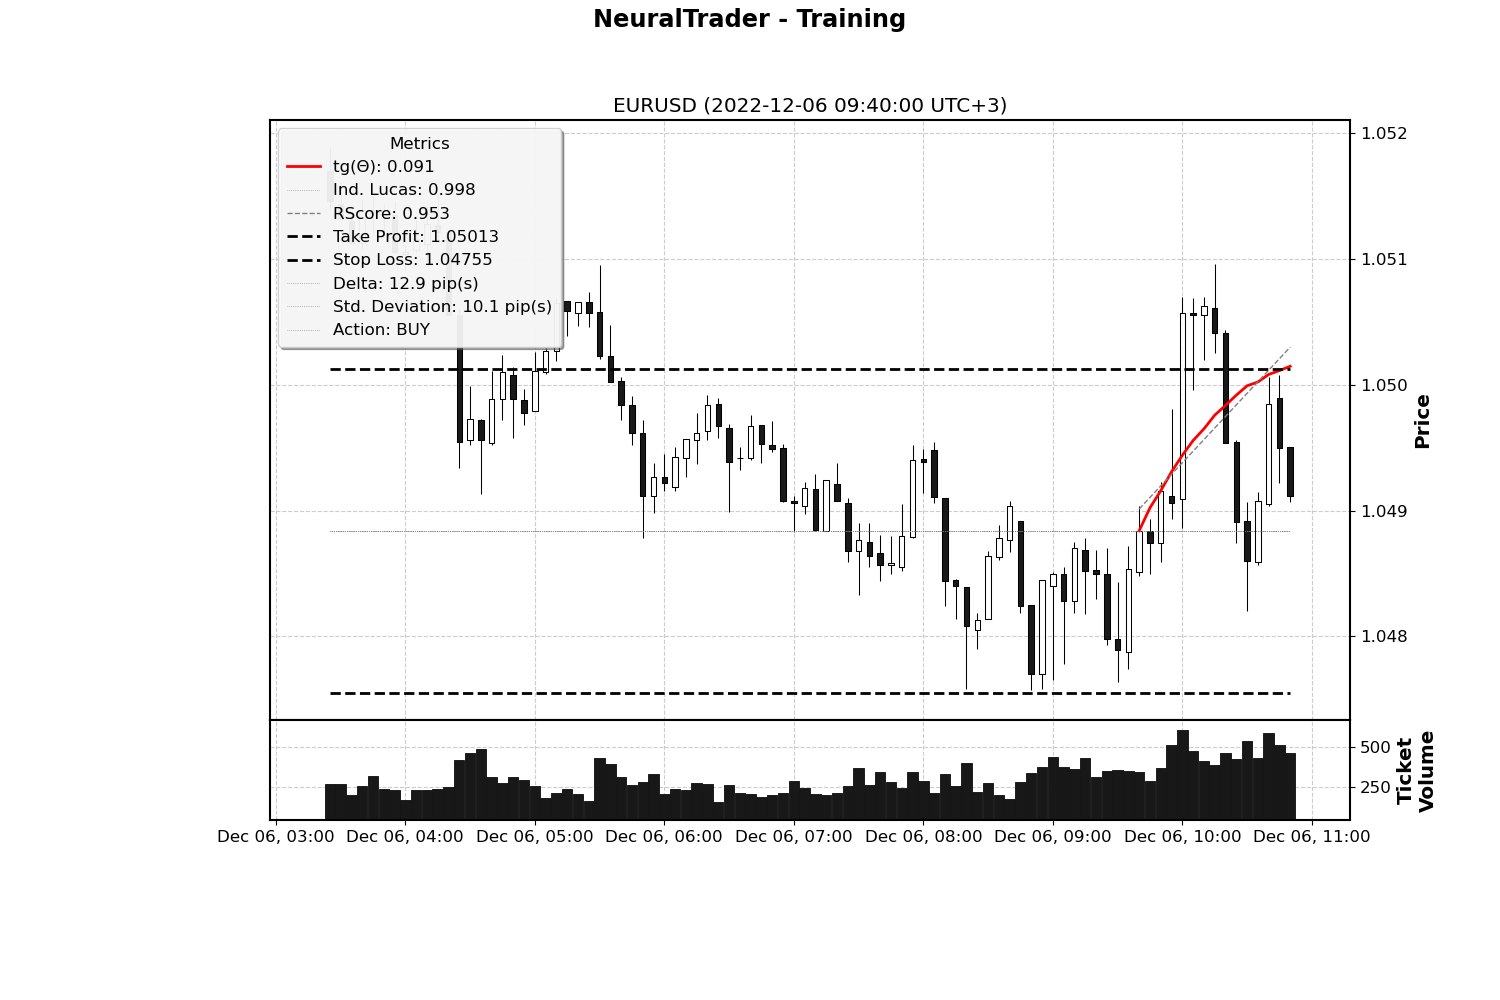 NeuralTrader - Training
EURUSD (2022-12-06 09:40:00 UTC+3)
Metrics
tg(Θ): 0.091
Ind. Lucas: 0.998
RScore: 0.953
Take Profit: 1.05013
Stop Loss: 1.04755
Delta: 12.9 pip(s)
Std. Deviation: 10.1 pip(s)
Action: BUY
1.052
1.051
1.050
1.049
1.048
Price
500
250
Ticket
Volume
Dec 06, 03:00
Dec 06, 04:00
Dec 06, 05:00
Dec 06, 06:00
Dec 06, 07:00
Dec 06, 08:00
Dec 06, 09:00
Dec 06, 10:00
Dec 06, 11:00